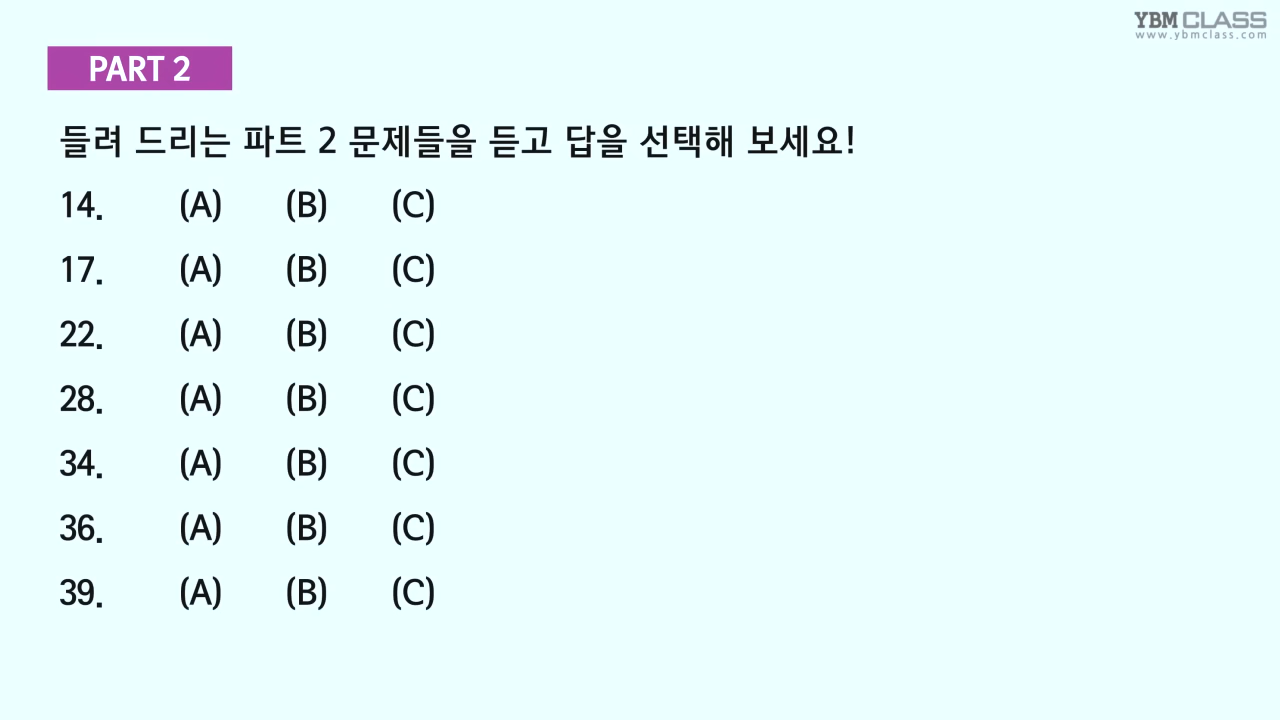 YBM CLASS
www.ybmclass.com
PART 2
들려 드리는 파트 2 문제들을 듣고 답을 선택해 보세요!
14. (A) (B) (C)
17. (A) (B) (C)
22. (A) (B) (C)
28. (A) (B) (C)
34. (A) (B) (C)
36. (A) (B) (C)
39. (A) (B) (C)